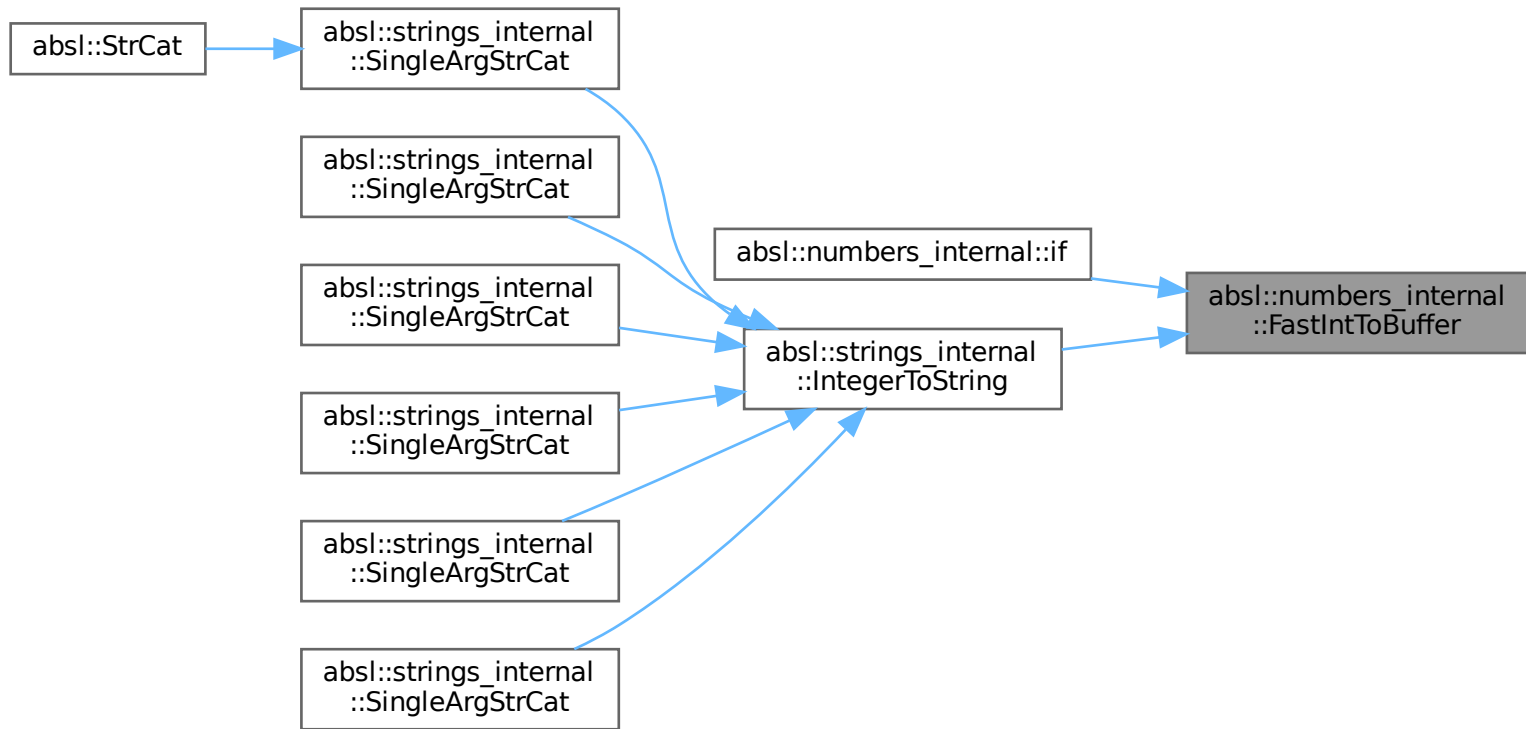 absl::StrCat
absl::strings_internal
::SingleArgStrCat
absl::strings_internal
::SingleArgStrCat
absl::strings_internal
::SingleArgStrCat
absl::strings_internal
::SingleArgStrCat
absl::strings_internal
::SingleArgStrCat
absl::strings_internal
::SingleArgStrCat
absl::numbers_internal::if
absl::strings_internal
::IntegerToString
absl::numbers_internal
::FastIntToBuffer